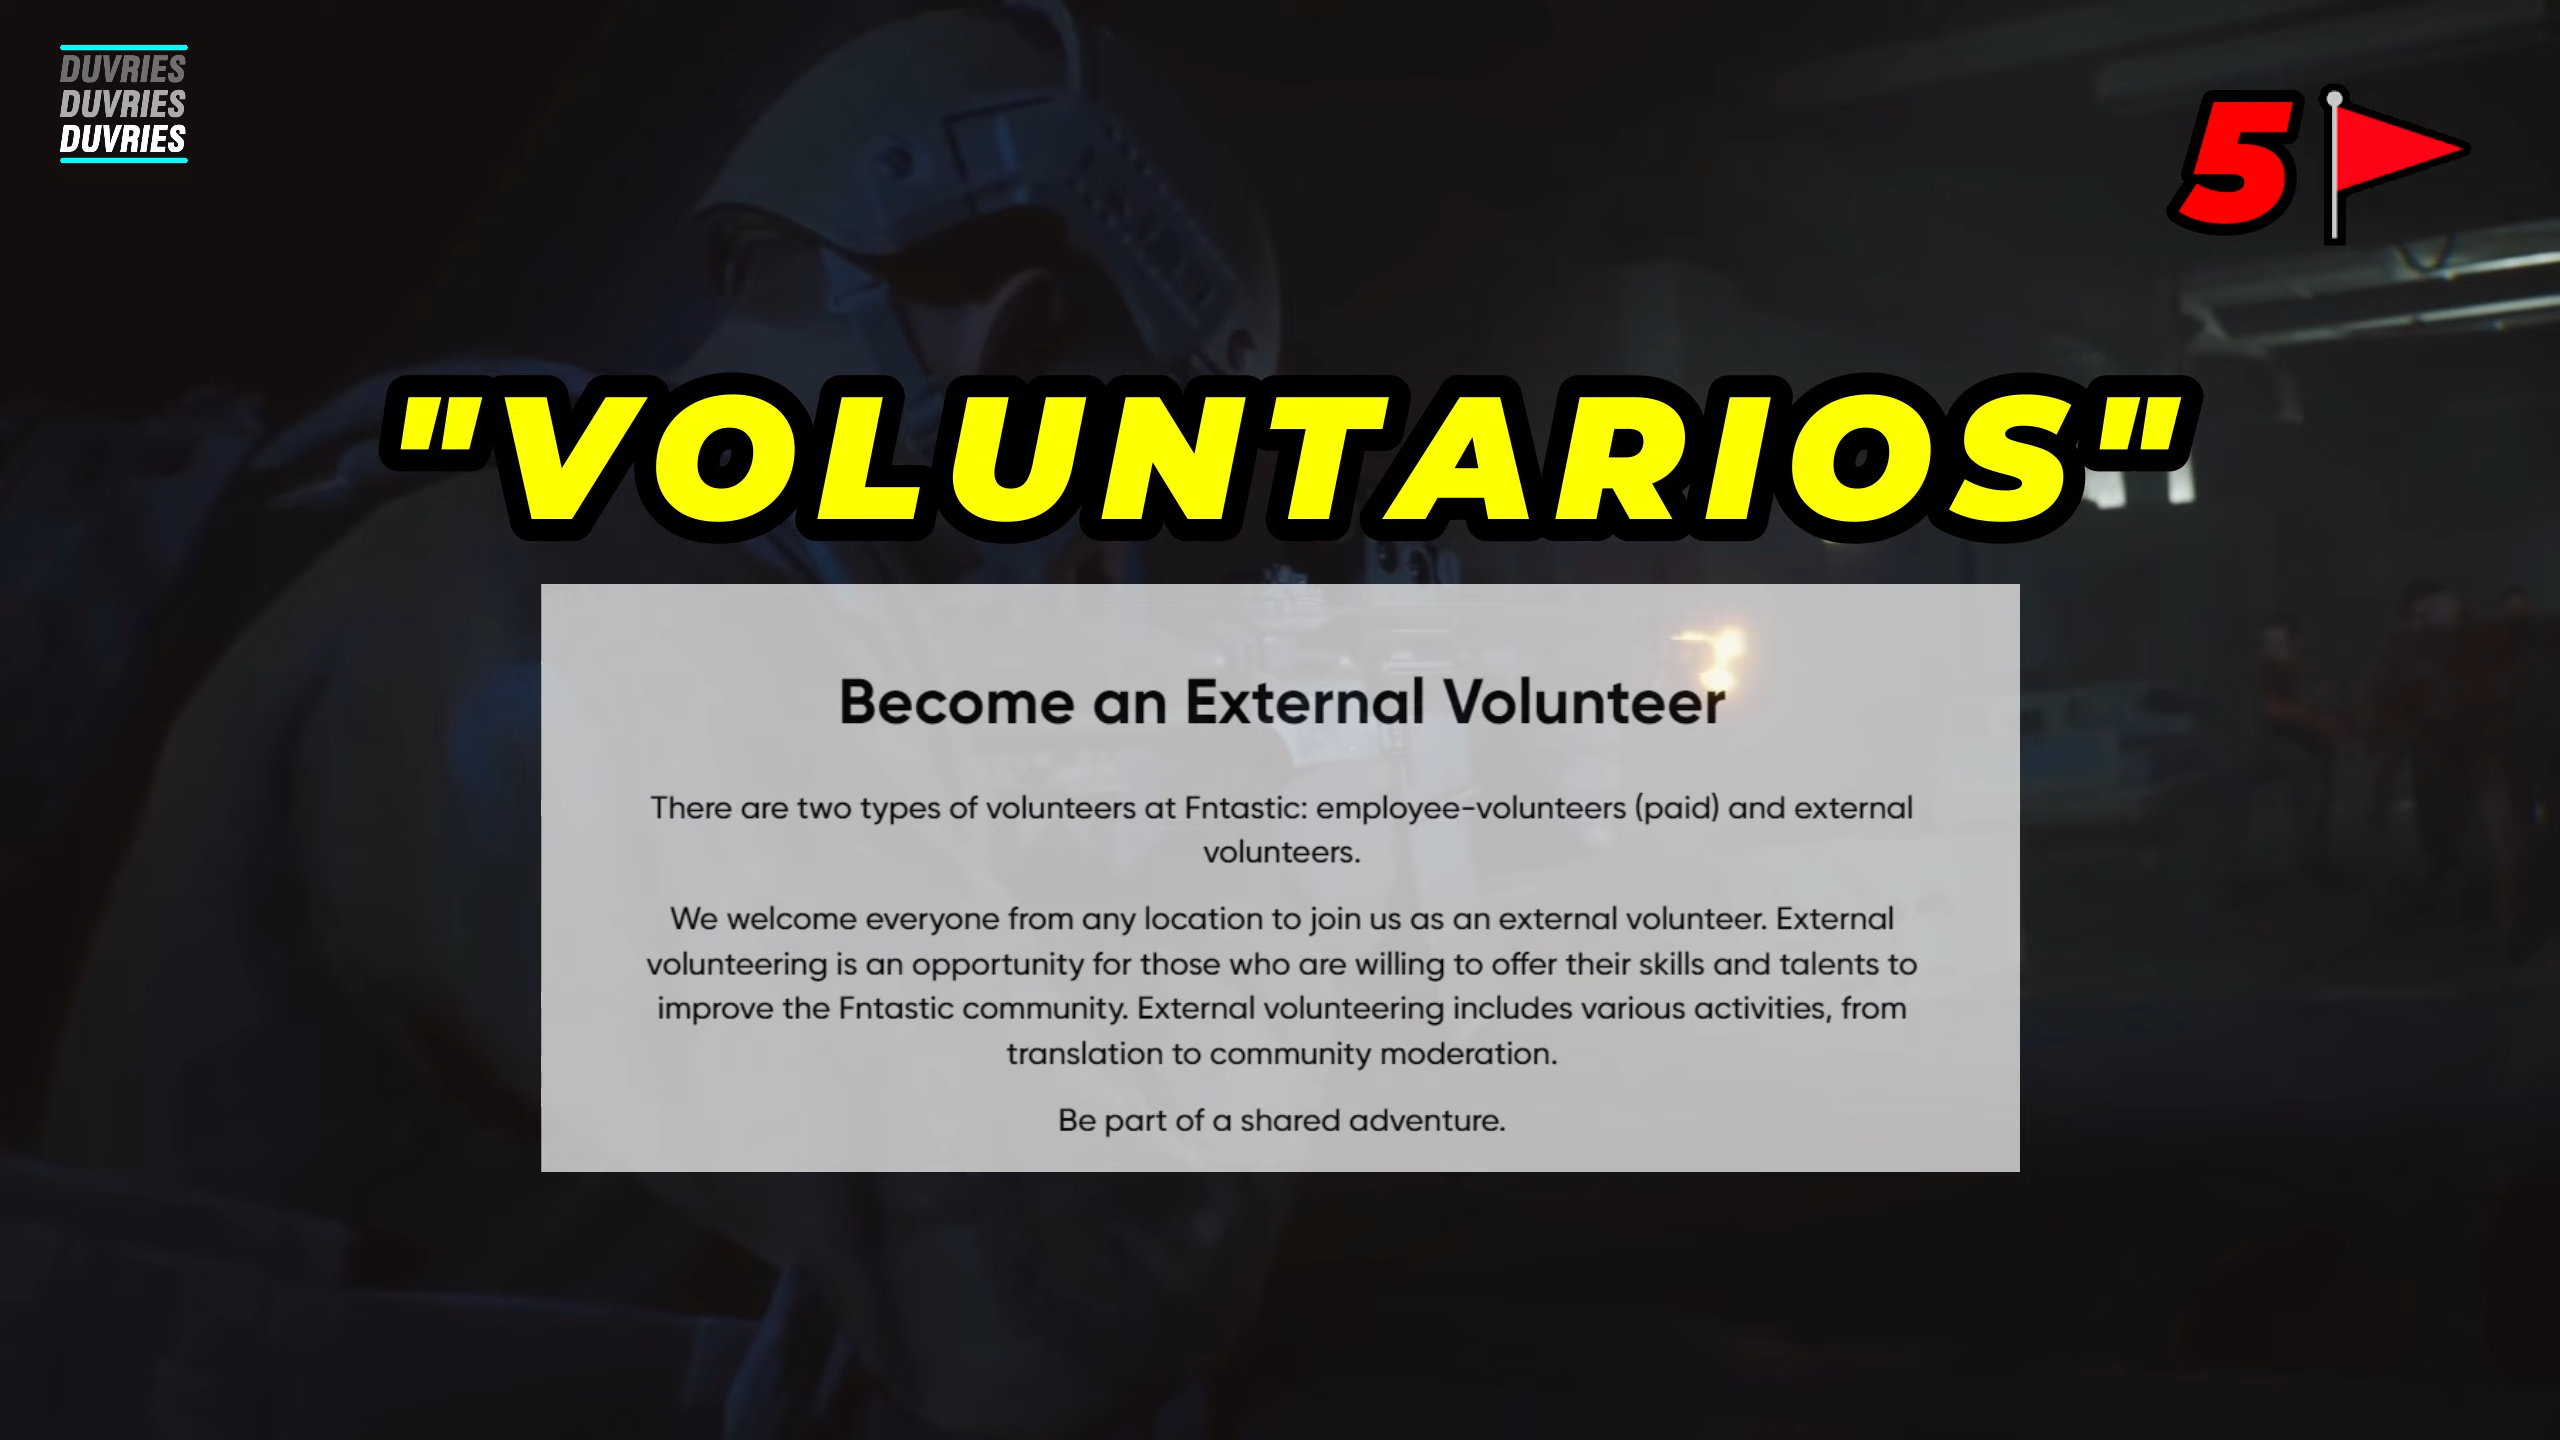 DUVRIES
DUVRIES
DUVRIES
5
"VOLUNTARIOS"
Become an External Volunteer
There are two types of volunteers at Fntastic: employee-volunteers (paid) and external
volunteers.
We welcome everyone from any location to join us as an external volunteer. External
volunteering is an opportunity for those who are willing to offer their skills and talents to
improve the Fntastic community. External volunteering includes various activities, from
translation to community moderation.
Be part of a shared adventure.